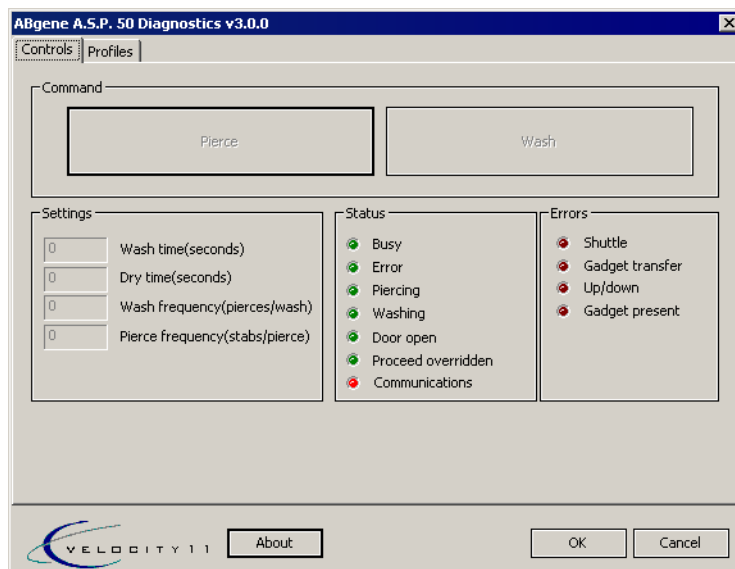 ABgene A.S.P. 50 Diagnostics v3.0.0
Controls Profiles
Command
Pierce Wash
Settings
0 Wash time(seconds)
0 Dry time(seconds)
0 Wash frequency(pierces/wash)
0 Pierce frequency(stabs/pierce)
Status
Busy
Error
Piercing
Washing
Door open
Proceed overridden
Communications
Errors
Shuttle
Gadget transfer
Up/down
Gadget present
VELOCITY11
About OK Cancel